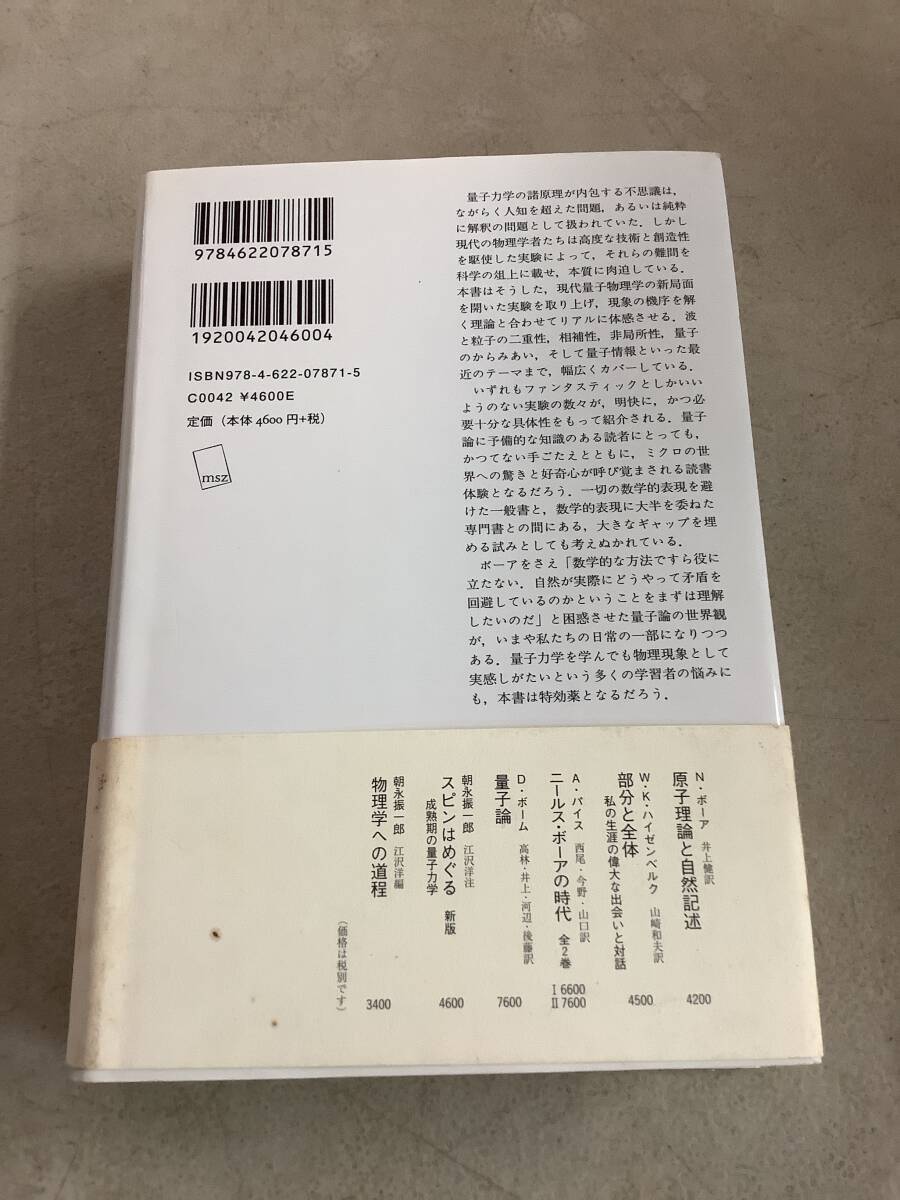 9784622078715
1920042046004
ISBN978-4-622-07871-5
C0042 ¥4600E
定価（本体4600円+税）
msz
量子力学の諸原理が内包する不思議は，
ながらく人知を超えた問題，あるいは純粋
に解釈の問題として扱われていた．しかし
現代の物理学者たちは高度な技術と創造性
を駆使した実験によって，それらの難問を
科学の俎上に載せ，本質に肉迫している．
本書はそうした，現代量子物理学の新局面
を開いた実験を取り上げ，現象の機序を解
く理論と合わせてリアルに体感させる．波
と粒子の二重性，相補性，非局所性，量子
のからみあい，そして量子情報といった最
近のテーマまで，幅広くカバーしている．
いずれもファンタスティックとしかいい
ようのない実験の数々が，明快に，かつ必
要十分な具体性をもって紹介される．量子
論に予備的な知識のある読者にとっても，
かつてない手ごたえとともに，ミクロの世
界への驚きと好奇心が呼び覚まされる読書
体験となるだろう．一切の数学的表現を避
けた一般書と，数学的表現に大半を委ねた
専門書との間にある，大きなギャップを埋
める試みとしても考えぬかれている．
ボーアをさえ「数学的な方法ですら役に
立たない．自然が実際にどうやって矛盾を
回避しているのかということをまずは理解
したいのだ」と困惑させた量子論の世界観
が，いまや私たちの日常の一部になりつつ
ある．量子力学を学んでも物理現象として
実感しがたいという多くの学習者の悩みに
も，本書は特効薬となるだろう．
N・ボーア 井上健訳
原子理論と自然記述
4200
W・K・ハイゼンベルク 山崎和夫訳
部分と全体
私の生涯の偉大な出会いと対話
4500
A・パイス 西尾・今野・山口訳
ニールス・ボーアの時代 全2巻
I 6600
II 7600
D・ボーム 高林・井上・河辺・後藤訳
量子論
7600
朝永振一郎 江沢洋注
スピンはめぐる 新版
成熟期の量子力学
4600
朝永振一郎 江沢洋編
物理学への道程
3400
（価格は税別です）